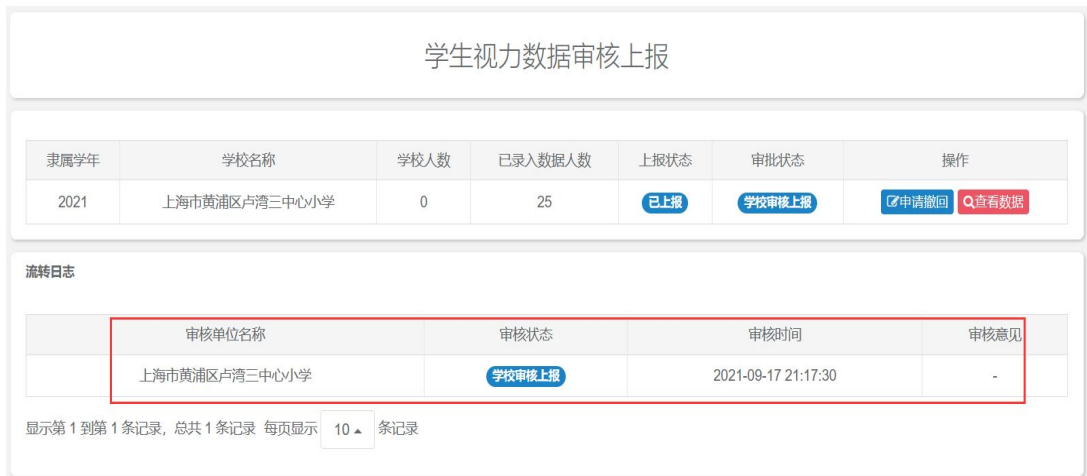 学生视力数据审核上报
隶属学年 学校名称 学校人数 已录入数据人数 上报状态 审批状态 操作
2021 上海市黄浦区卢湾三中心小学 0 25 已上报 学校审核上报 申请撤回 查看数据
流转日志
审核单位名称 审核状态 审核时间 审核意见
上海市黄浦区卢湾三中心小学 学校审核上报 2021-09-17 21:17:30 -
显示第 1 到第 1 条记录，总共 1 条记录 每页显示 10 条记录